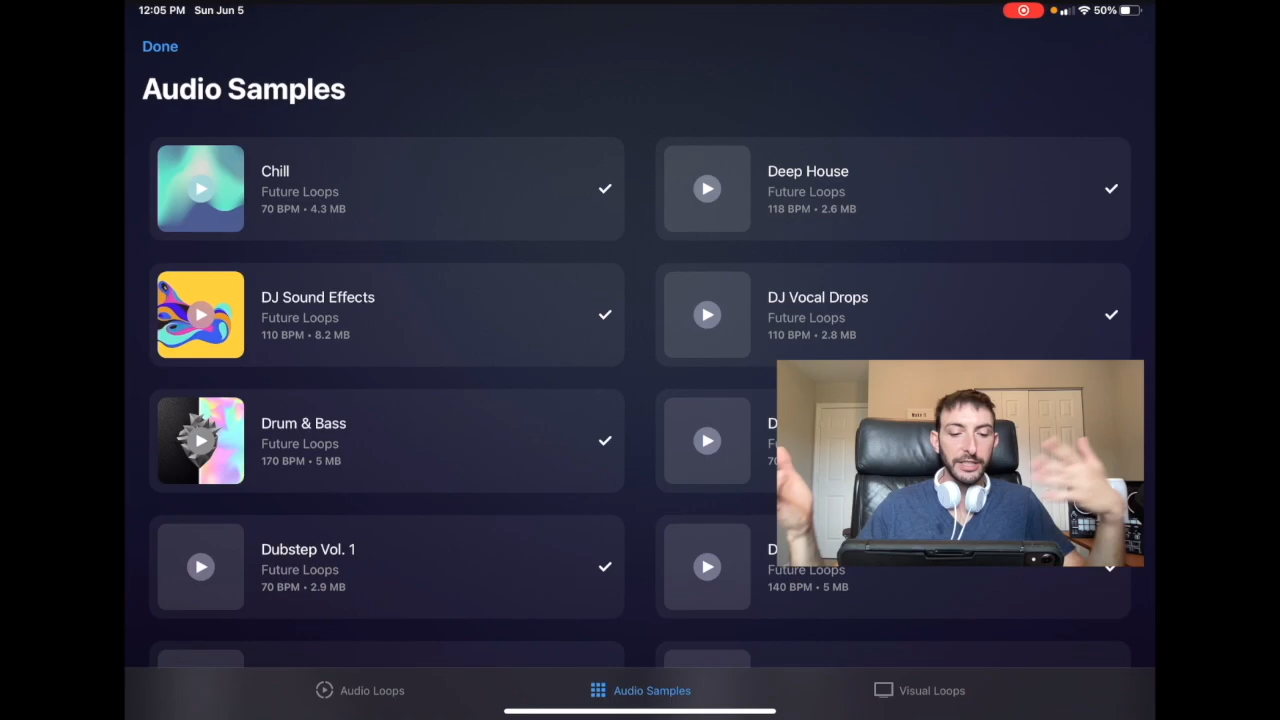 12:05 PM Sun Jun 5
50%
Done
Audio Samples
Chill
Future Loops
70 BPM • 4.3 MB
Deep House
Future Loops
118 BPM • 2.6 MB
DJ Sound Effects
Future Loops
110 BPM • 8.2 MB
DJ Vocal Drops
Future Loops
110 BPM • 2.8 MB
Drum & Bass
Future Loops
170 BPM • 5 MB
Dubstep Vol. 1
Future Loops
70 BPM • 2.9 MB
Future Loops
140 BPM • 5 MB
Audio Loops
Audio Samples
Visual Loops